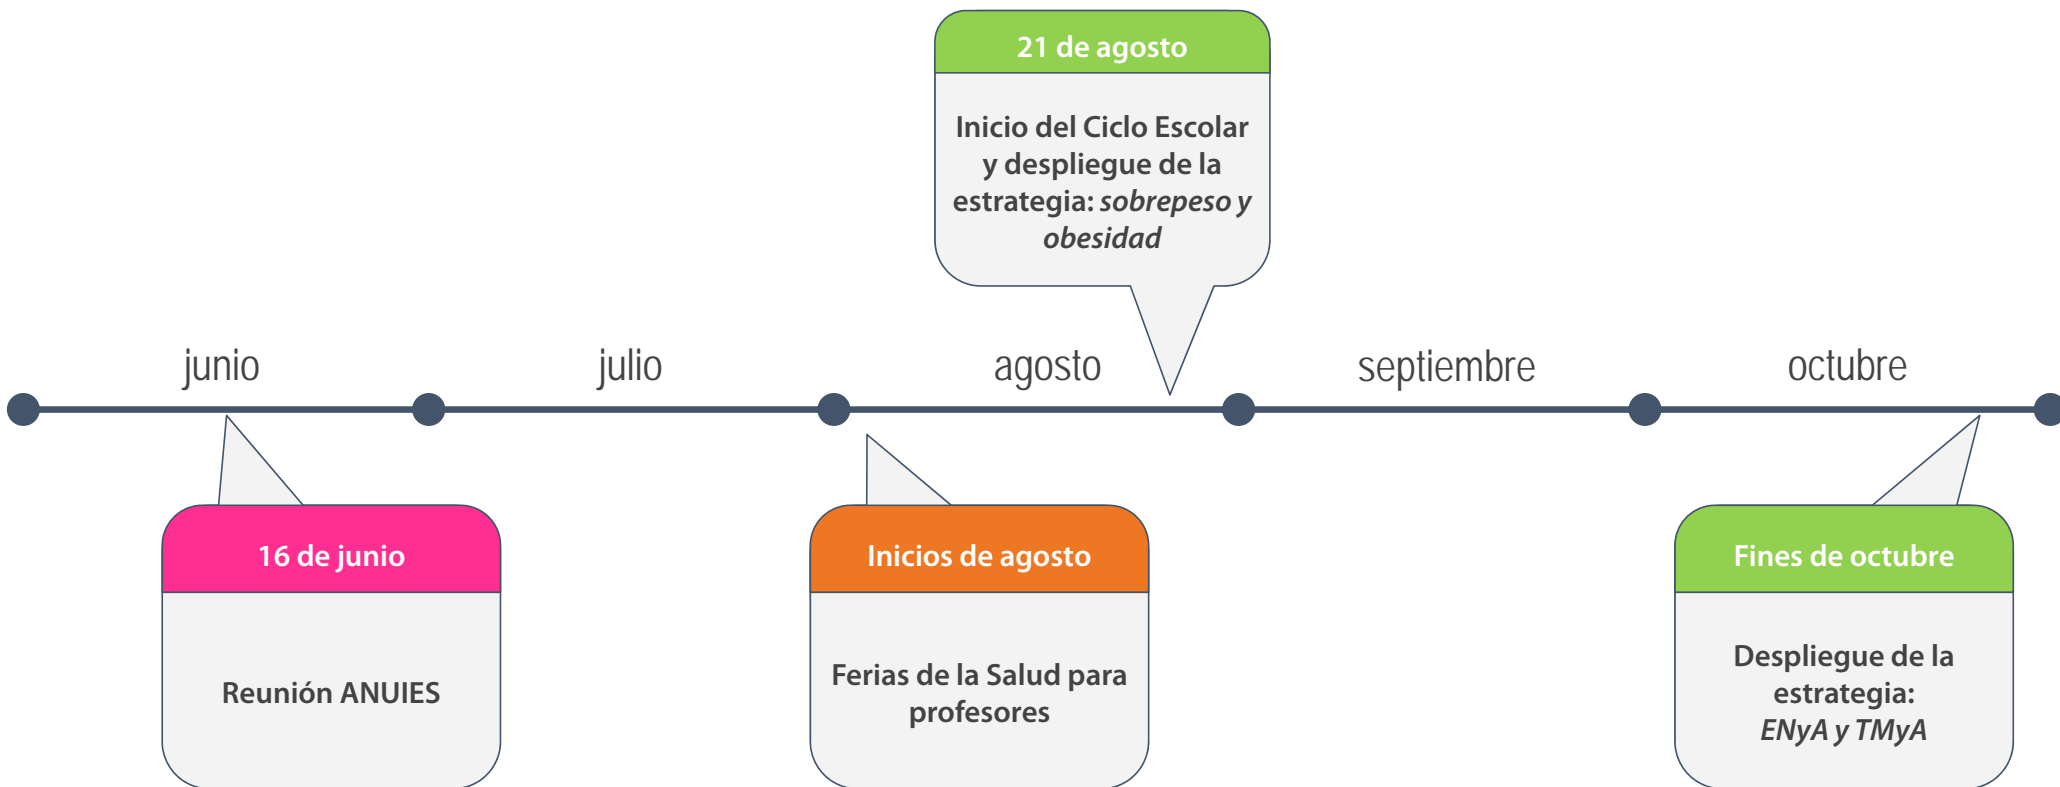 21 de agosto
Inicio del Ciclo Escolar
y despliegue de la
estrategia: sobrepeso y
obesidad
junio
julio
agosto
septiembre
octubre
16 de junio
Reunión ANUIES
Inicios de agosto
Ferias de la Salud para
profesores
Fines de octubre
Despliegue de la
estrategia:
ENyA y TMyA